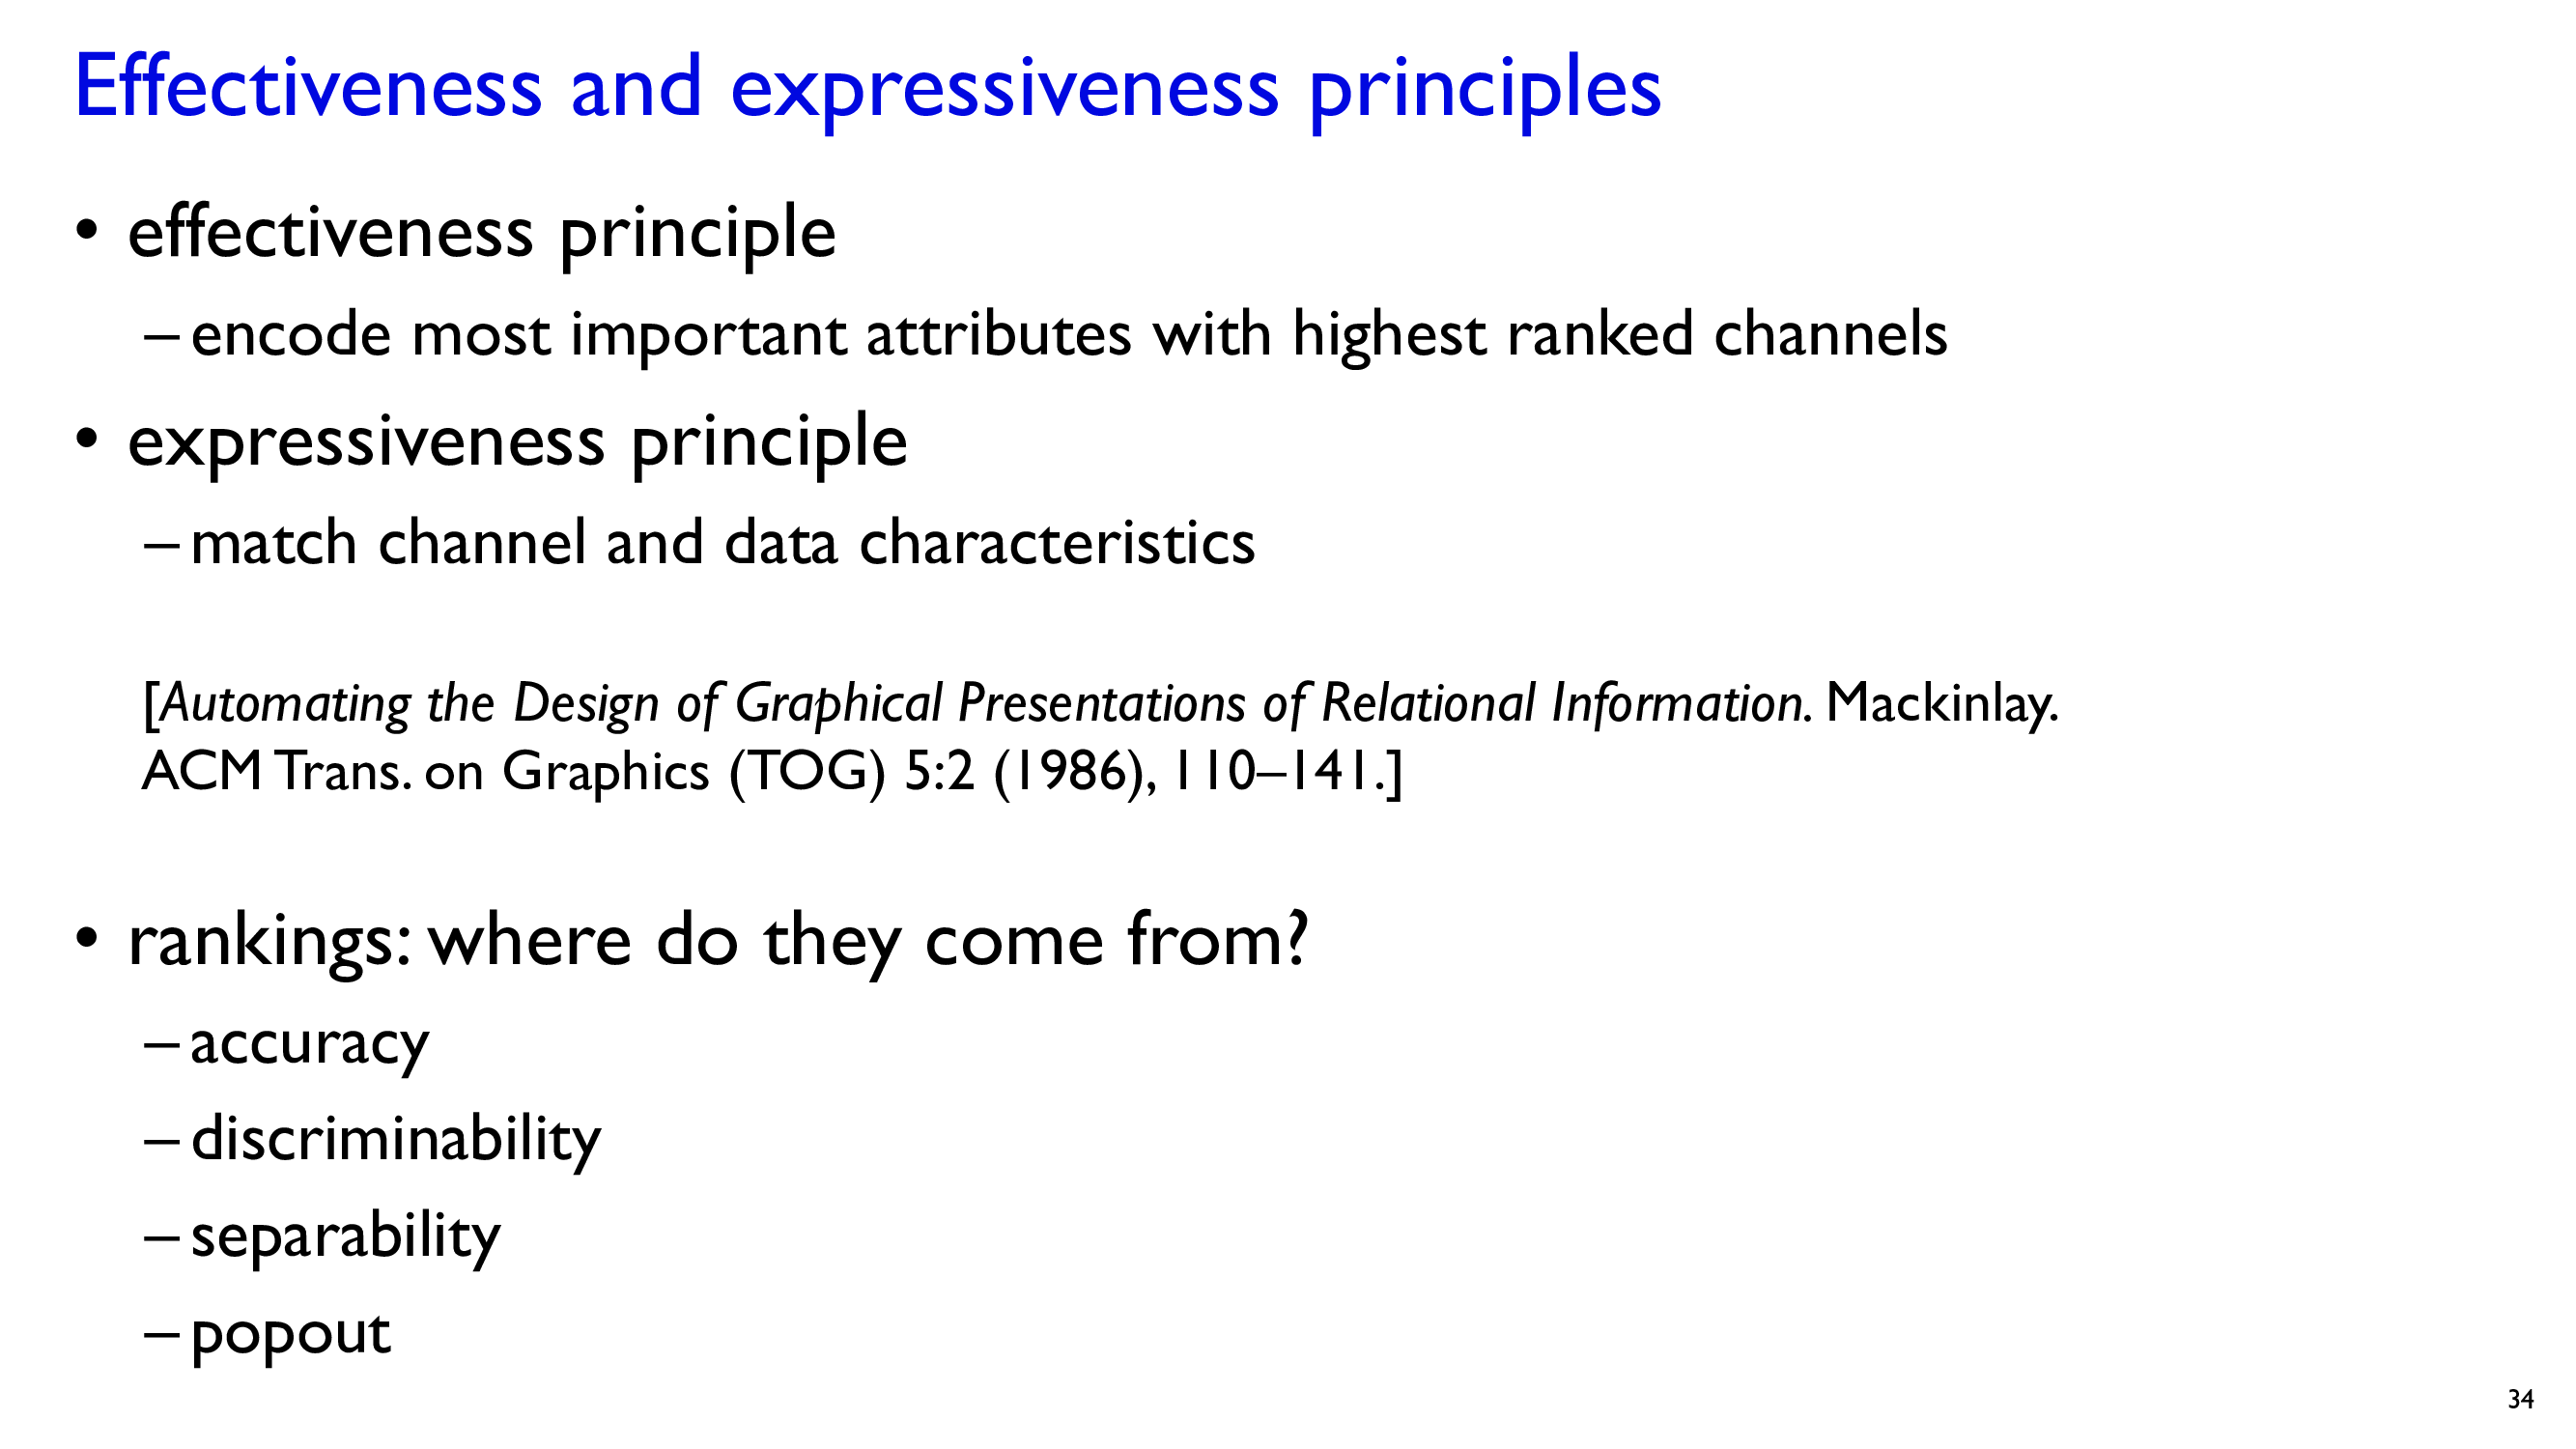 Effectiveness and expressiveness principles
• effectiveness principle
– encode most important attributes with highest ranked channels
• expressiveness principle
– match channel and data characteristics
[Automating the Design of Graphical Presentations of Relational Information. Mackinlay.
ACM Trans. on Graphics (TOG) 5:2 (1986), 110–141.]
• rankings: where do they come from?
– accuracy
– discriminability
– separability
– popout
34